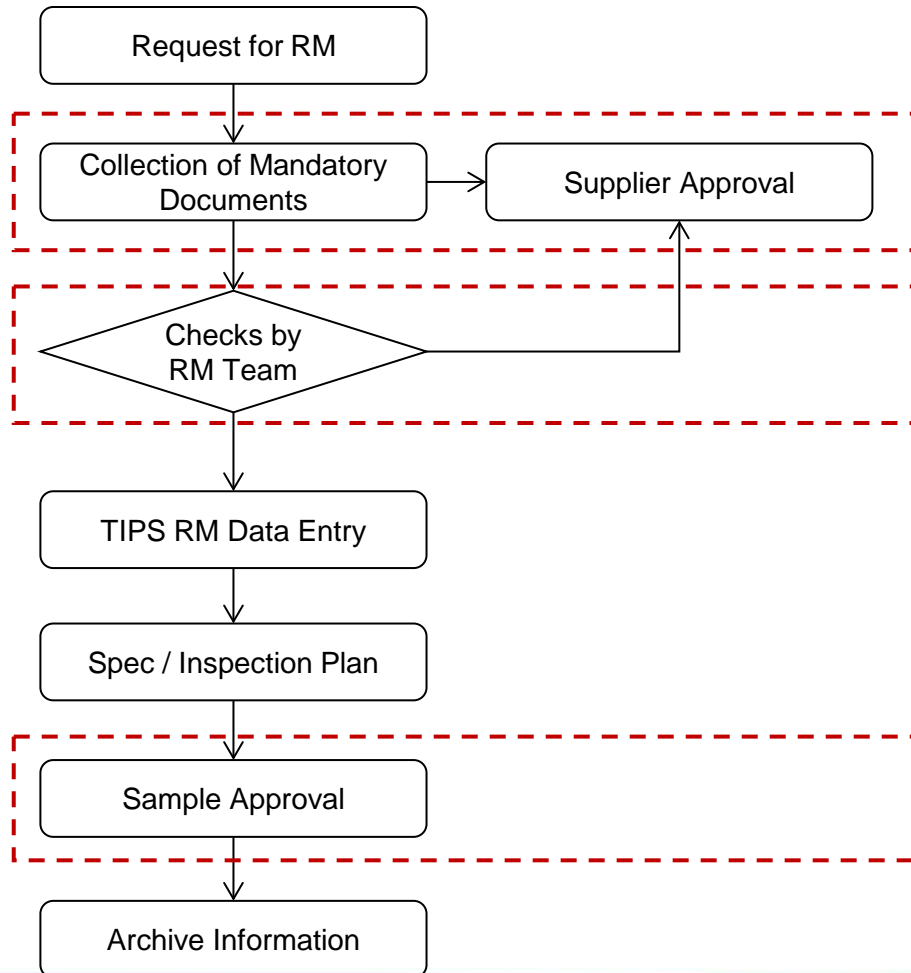 Request for RM
Collection of Mandatory
Documents
Supplier Approval
Checks by
RM Team
TIPS RM Data Entry
Spec / Inspection Plan
Sample Approval
Archive Information